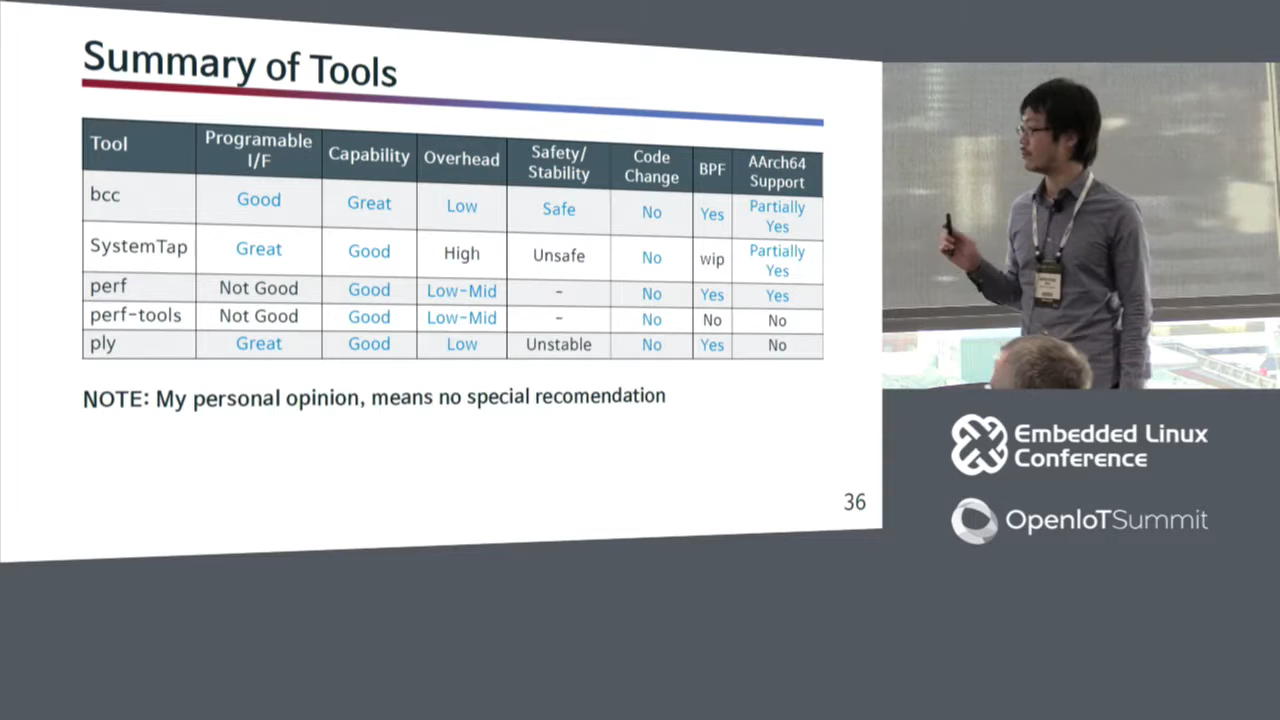 Summary of Tools
Tool Programable I/F Capability Overhead Safety/ Stability Code Change BPF AArch64 Support
bcc Good Great Low Safe No Yes Partially Yes
SystemTap Great Good High Unsafe No wip Partially Yes
perf Not Good Good Low-Mid - No Yes Yes
perf-tools Not Good Good Low-Mid - No No No
ply Great Good Low Unstable No Yes No
NOTE: My personal opinion, means no special recomendation
36
Embedded Linux
Conference
OpenIoTSummit